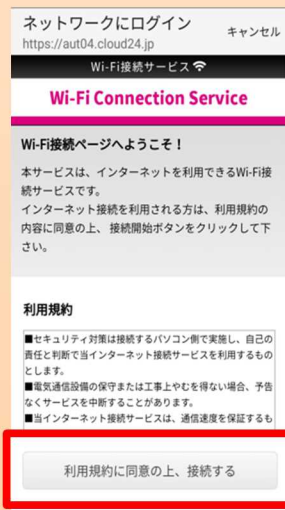 ネットワークにログイン
キャンセル
https://aut04.cloud24.jp
Wi-Fi接続サービス
Wi-Fi Connection Service
Wi-Fi接続ページへようこそ！
本サービスは、インターネットを利用できるWi-Fi接
続サービスです。
インターネット接続を利用される方は、利用規約の
内容に同意の上、 接続開始ボタンをクリックして下
さい。
利用規約
■セキュリティ対策は接続するパソコン側で実施し、自己の
責任と判断で当インターネット接続サービスを利用するもの
とします。
■電気通信設備の保守または工事上やむを得ない場合、予告
なくサービスを中断することがあります。
■当インターネット接続サービスは、通信速度を保証するも
利用規約に同意の上、接続する